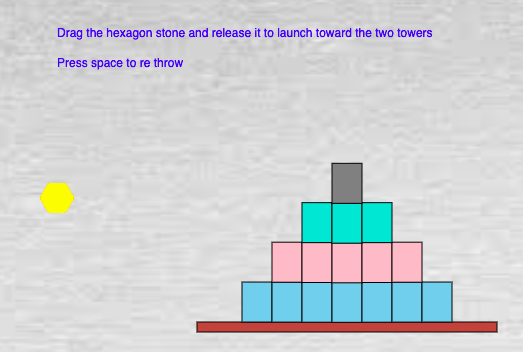 Drag the hexagon stone and release it to launch toward the two towers
Press space to re throw